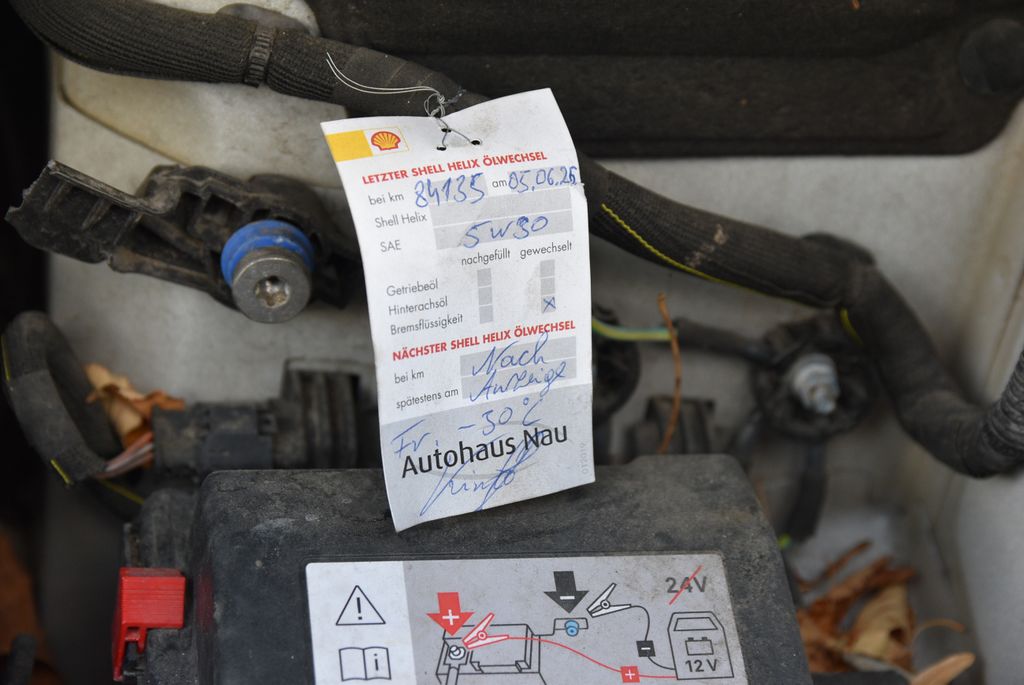 LETZTER SHELL HELIX ÖLWECHSEL
bei km 84135 am 05.06.25
Shell Helix
SAE 5W30
nachgefüllt gewechselt
Getriebeöl
Hinterachsöl
Bremsflüssigkeit x
NÄCHSTER SHELL HELIX ÖLWECHSEL
bei km Nach
spätestens am Anzeige
Fr. -30°C
Autohaus Nau
24V
+
-
!
i
+
-
12V